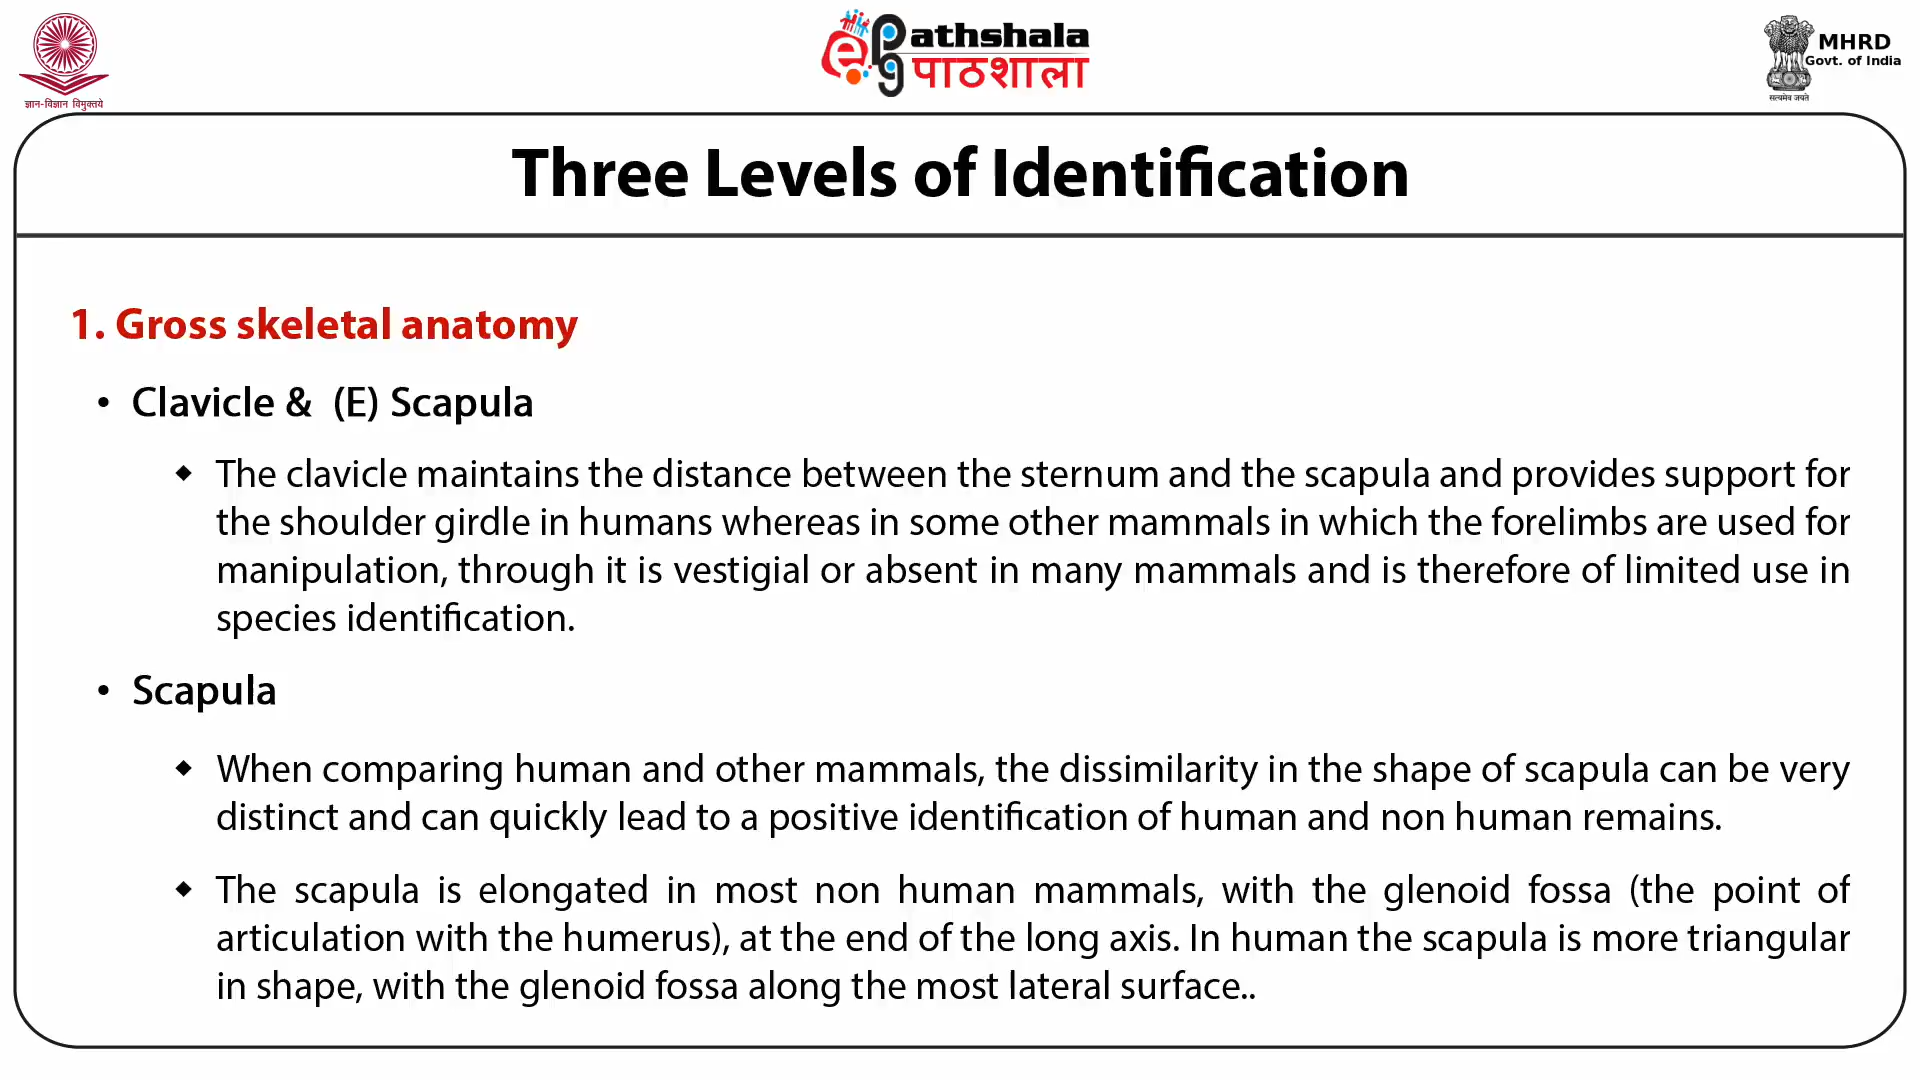 ज्ञान-विज्ञान विमुक्तये
ePG Pathshala
पाठशाला
MHRD
Govt. of India
सत्यमेव जयते
Three Levels of Identification
1. Gross skeletal anatomy
• Clavicle & (E) Scapula
◆ The clavicle maintains the distance between the sternum and the scapula and provides support for
the shoulder girdle in humans whereas in some other mammals in which the forelimbs are used for
manipulation, through it is vestigial or absent in many mammals and is therefore of limited use in
species identification.
• Scapula
◆ When comparing human and other mammals, the dissimilarity in the shape of scapula can be very
distinct and can quickly lead to a positive identification of human and non human remains.
◆ The scapula is elongated in most non human mammals, with the glenoid fossa (the point of
articulation with the humerus), at the end of the long axis. In human the scapula is more triangular
in shape, with the glenoid fossa along the most lateral surface..